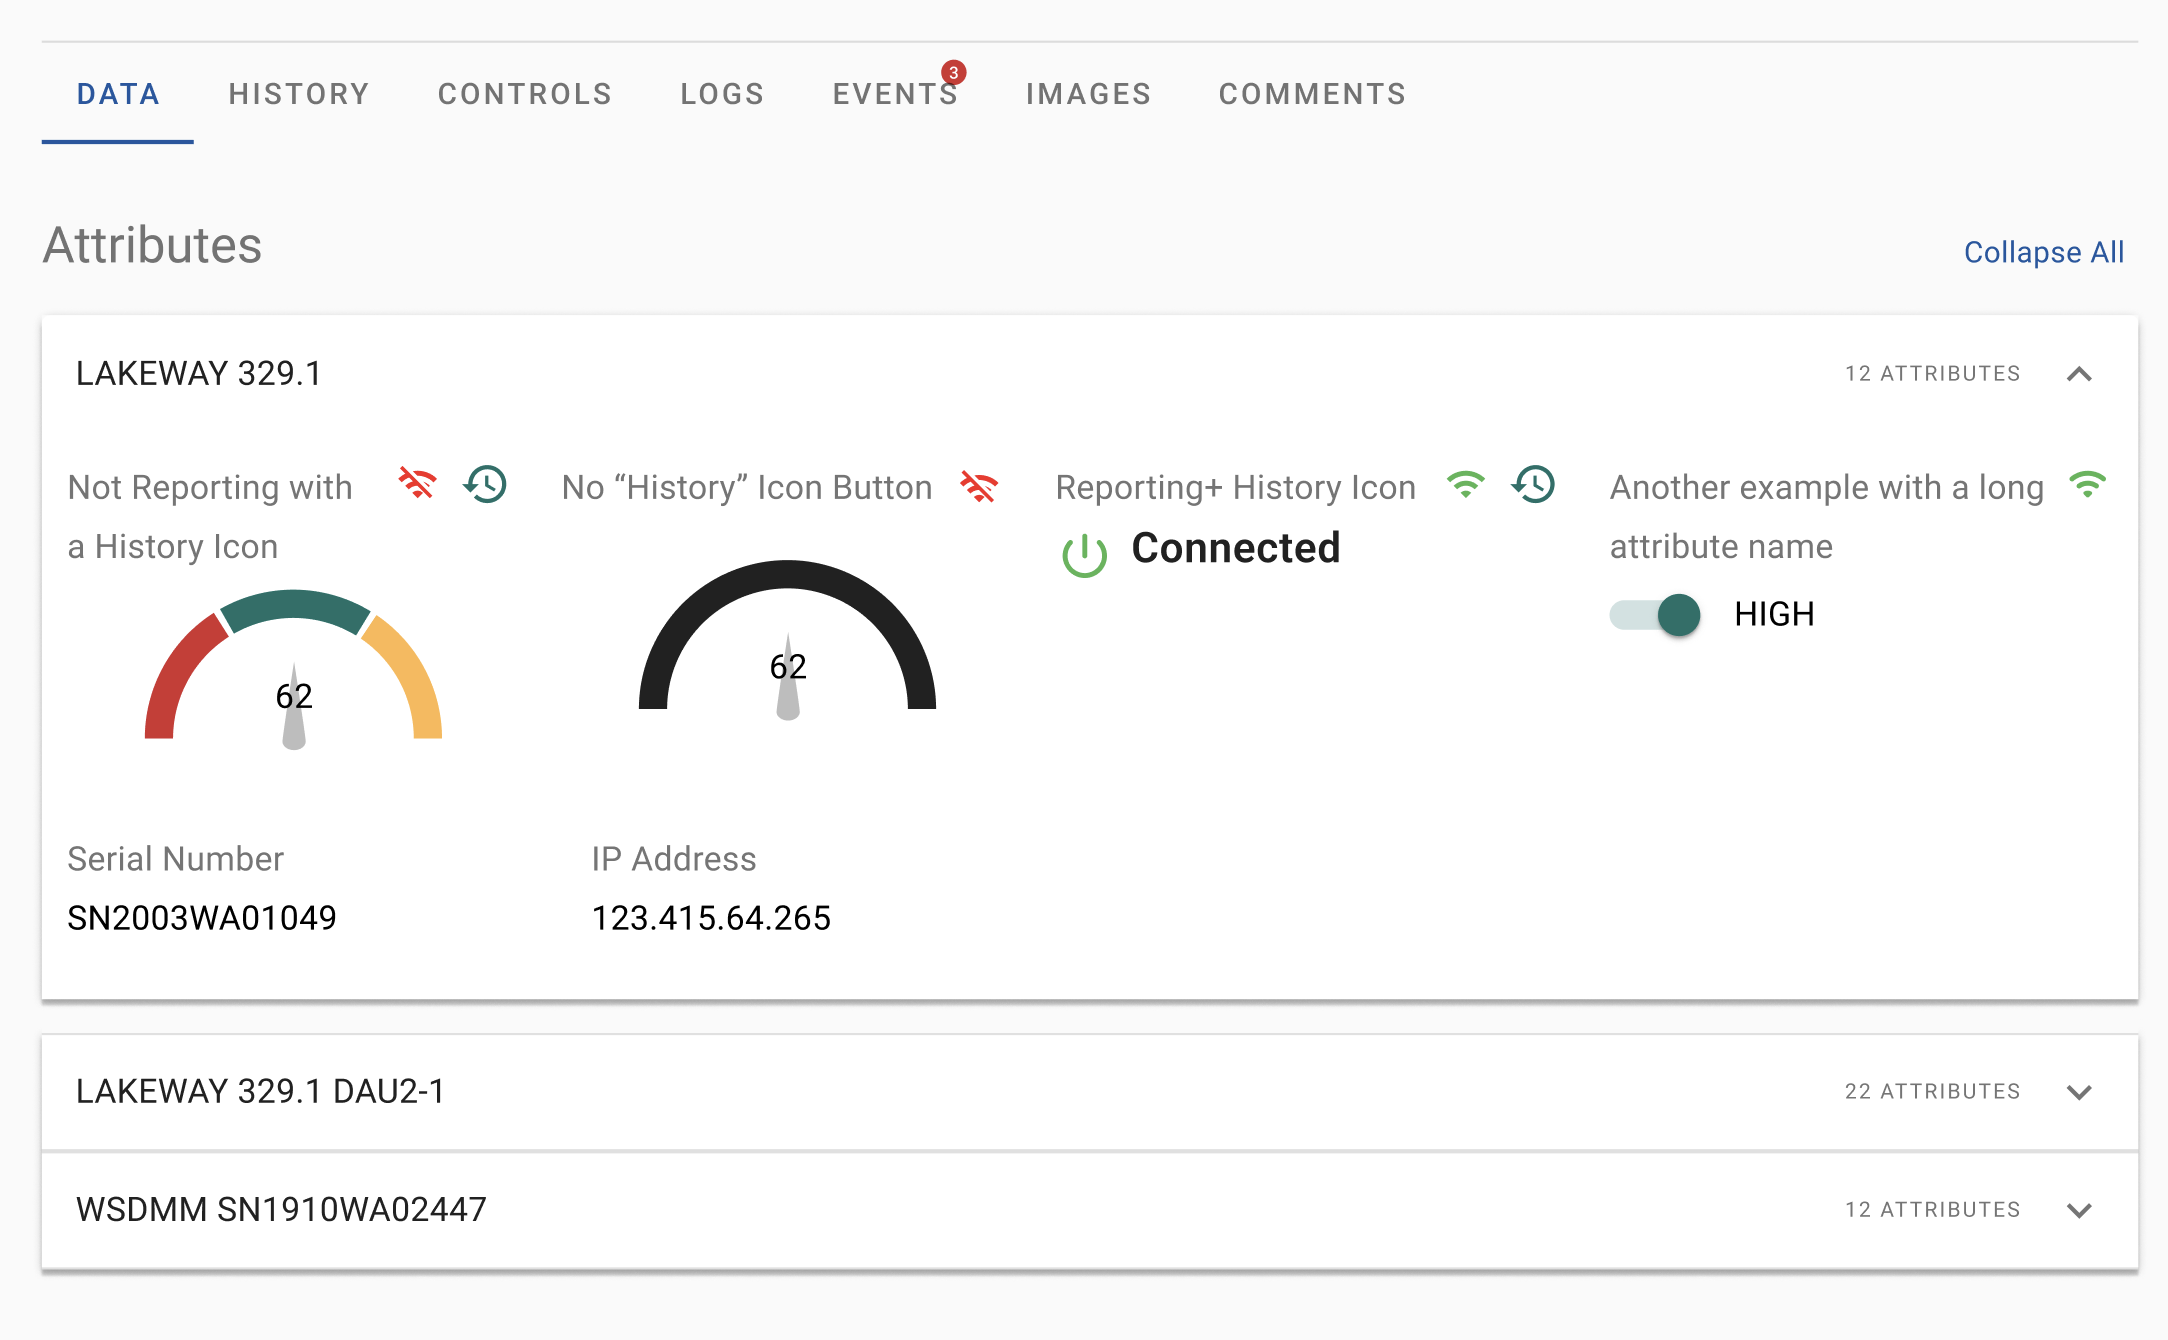 DATA HISTORY CONTROLS LOGS EVENTS 3 IMAGES COMMENTS
Attributes
Collapse All
LAKEWAY 329.1
12 ATTRIBUTES
Not Reporting with
a History Icon
62
No “History” Icon Button
62
Reporting+ History Icon
Connected
Another example with a long
attribute name
HIGH
Serial Number
SN2003WA01049
IP Address
123.415.64.265
LAKEWAY 329.1 DAU2-1
22 ATTRIBUTES
WSDMM SN1910WA02447
12 ATTRIBUTES